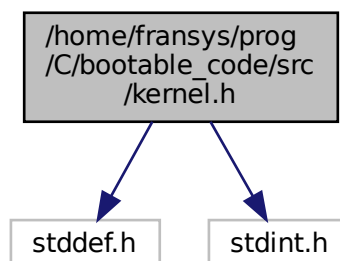 /home/fransys/prog
/C/bootable_code/src
/kernel.h
stddef.h
stdint.h